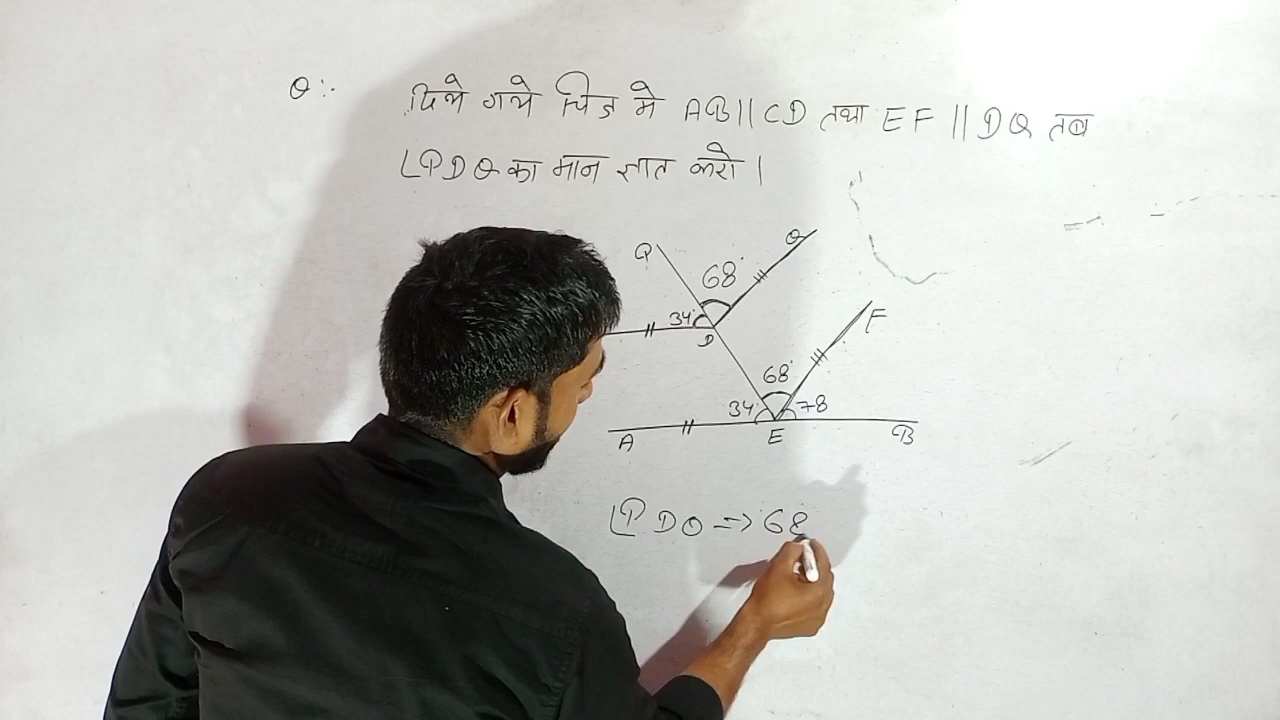 Q:. दिये गये चित्र मे AB||CD तथा EF || DQ तब
∠PDQ का मान ज्ञात करो।
P
Q
68°
34°
D
F
68°
34
78
A
E
B
∠PDQ => 68